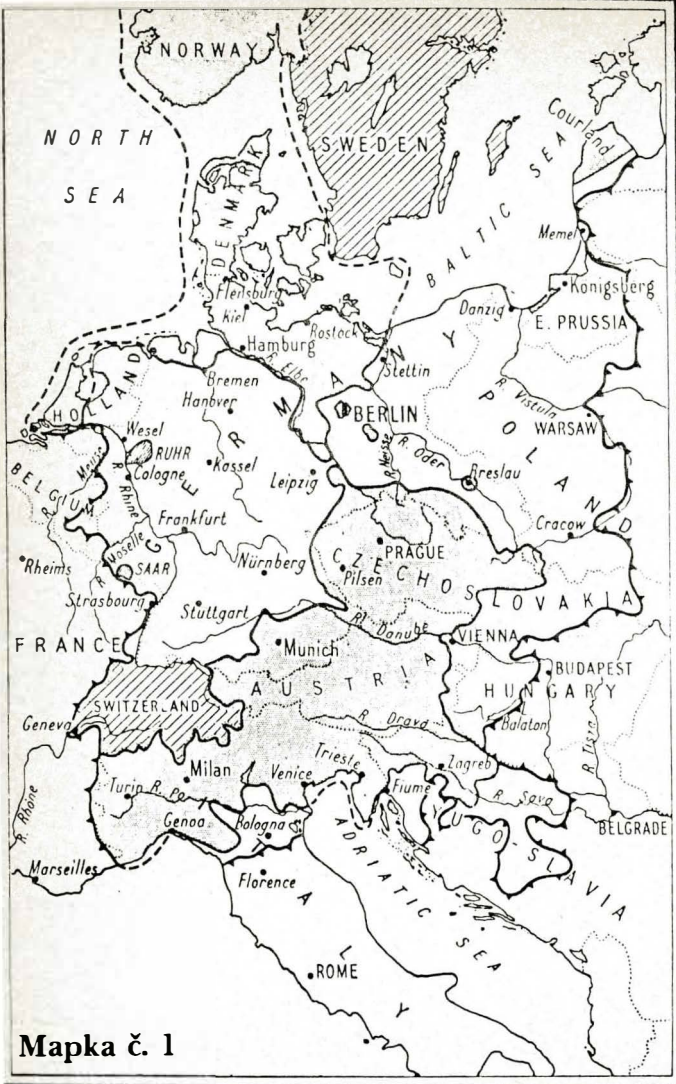 NORWAY
NORTH
SEA
SWEDEN
DENMARK
BALTIC SEA
Courland
Memel
Konigsberg
E. PRUSSIA
Danzig
Flensburg
Kiel
Rostock
Hamburg
R. Elbe
Stettin
HOLLAND
Bremen
Hanover
GERMANY
BERLIN
R. Vistula
POLAND
WARSAW
Wesel
RUHR
Cologne
Kassel
Leipzig
R. Neisse
R. Oder
Breslau
BELGIUM
R. Meuse
R. Rhine
Frankfurt
Cracow
Rheims
R. Moselle
SAAR
Nürnberg
PRAGUE
Pilsen
CZECHOSLOVAKIA
Strasbourg
Stuttgart
FRANCE
Munich
R. Danube
VIENNA
AUSTRIA
BUDAPEST
HUNGARY
L. Balaton
R. Tisza
SWITZERLAND
Geneva
R. Drava
Zagreb
R. Sava
BELGRADE
Milan
Venice
Trieste
Fiume
Turin
R. Po
Genoa
Bologna
YUGO-SLAVIA
R. Rhône
Marseilles
Florence
ADRIATIC SEA
ITALY
ROME
Mapka č. 1